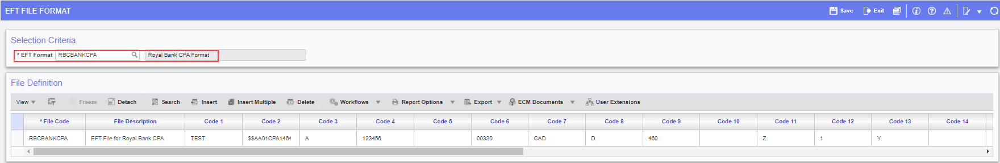 EFT FILE FORMAT Save Exit
Selection Criteria
* EFT Format RBCBANKCPA Royal Bank CPA Format
File Definition
View Freeze Detach Search Insert Insert Multiple Delete Workflows Report Options Export ECM Documents User Extensions
* File Code File Description Code 1 Code 2 Code 3 Code 4 Code 5 Code 6 Code 7 Code 8 Code 9 Code 10 Code 11 Code 12 Code 13 Code 14
RBCBANKCPA EFT File for Royal Bank CPA TEST $$AA01CPA1464 A 123456 00320 CAD D 460 Z 1 Y